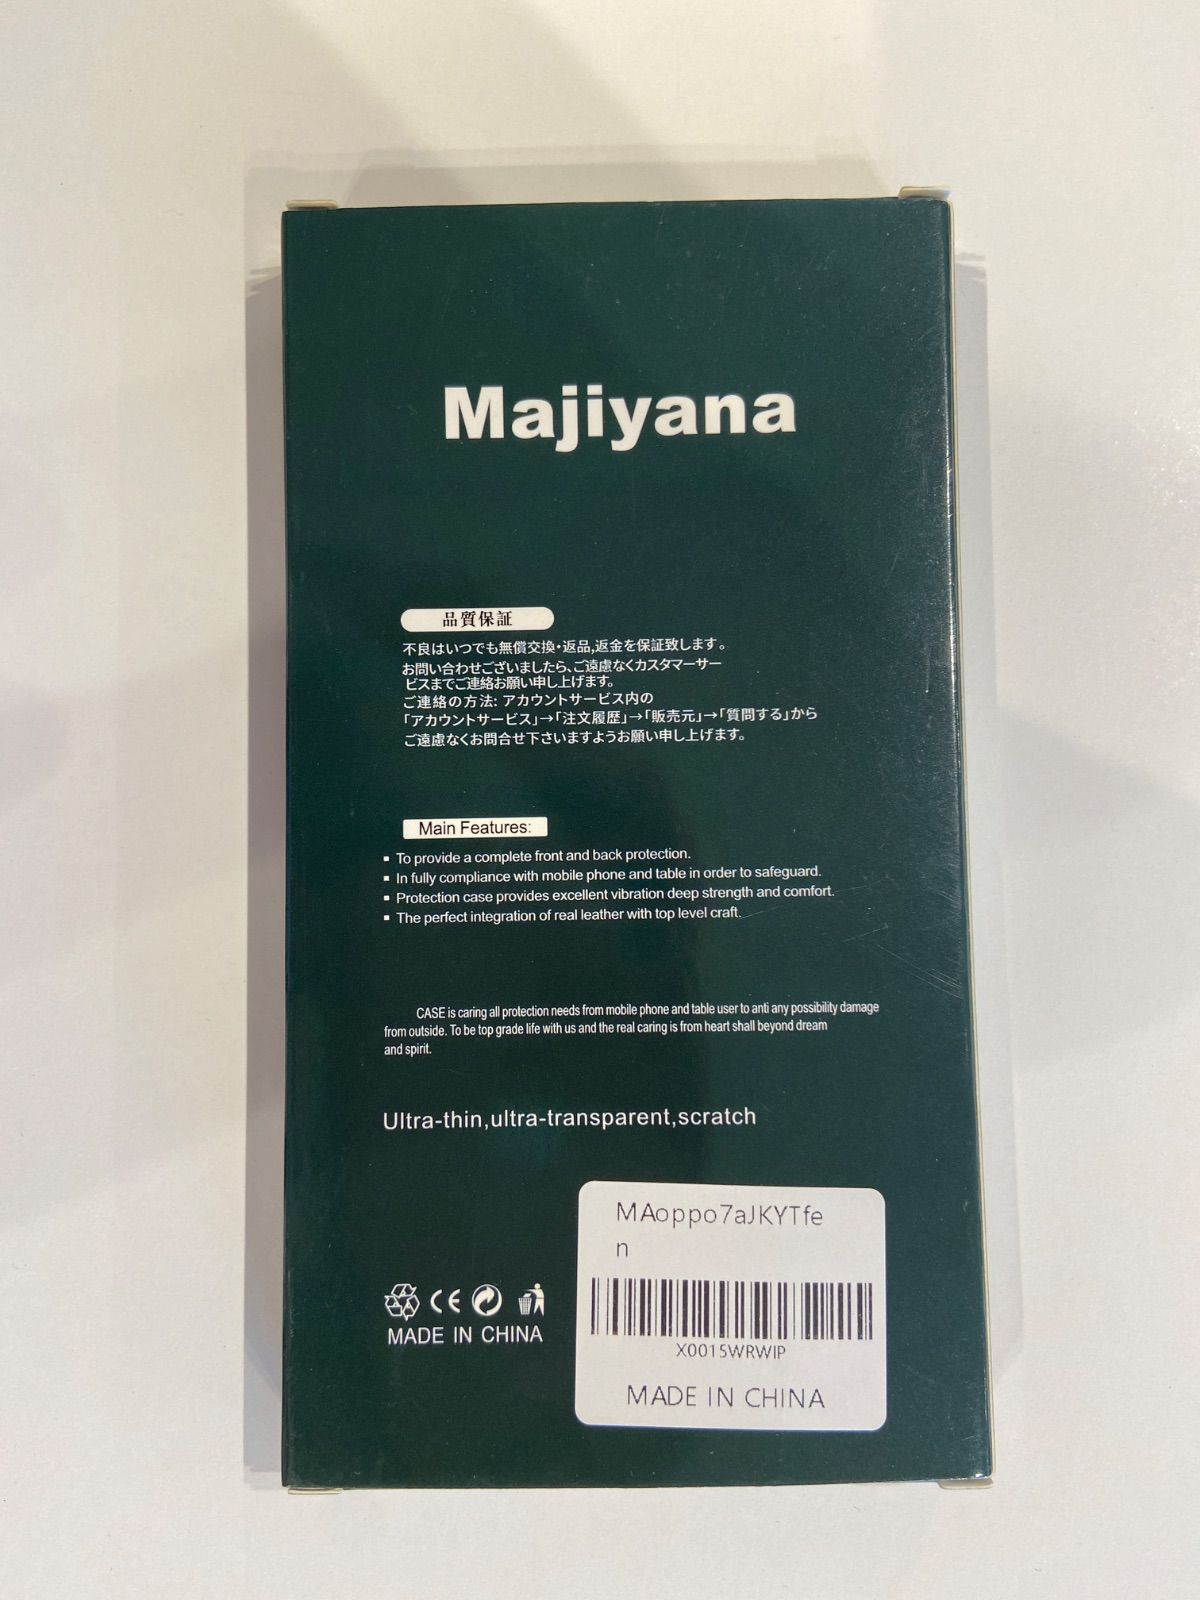 Majiyana
品質保証
不良はいつでも無償交換・返品,返金を保証致します。
お問い合わせございましたら、ご遠慮なくカスタマーサー
ビスまでご連絡お願い申し上げます。
ご連絡の方法: アカウントサービス内の
「アカウントサービス」→「注文履歴」→「販売元」→「質問する」から
ご遠慮なくお問合せ下さいますようお願い申し上げます。
Main Features:
▪ To provide a complete front and back protection.
▪ In fully compliance with mobile phone and table in order to safeguard.
▪ Protection case provides excellent vibration deep strength and comfort.
▪ The perfect integration of real leather with top level craft.
CASE is caring all protection needs from mobile phone and table user to anti any possibility damage
from outside. To be top grade life with us and the real caring is from heart shall beyond dream
and spirit.
Ultra-thin,ultra-transparent,scratch
CE
MADE IN CHINA
MAoppo7aJKYTfe
n
X0015WRWIP
MADE IN CHINA